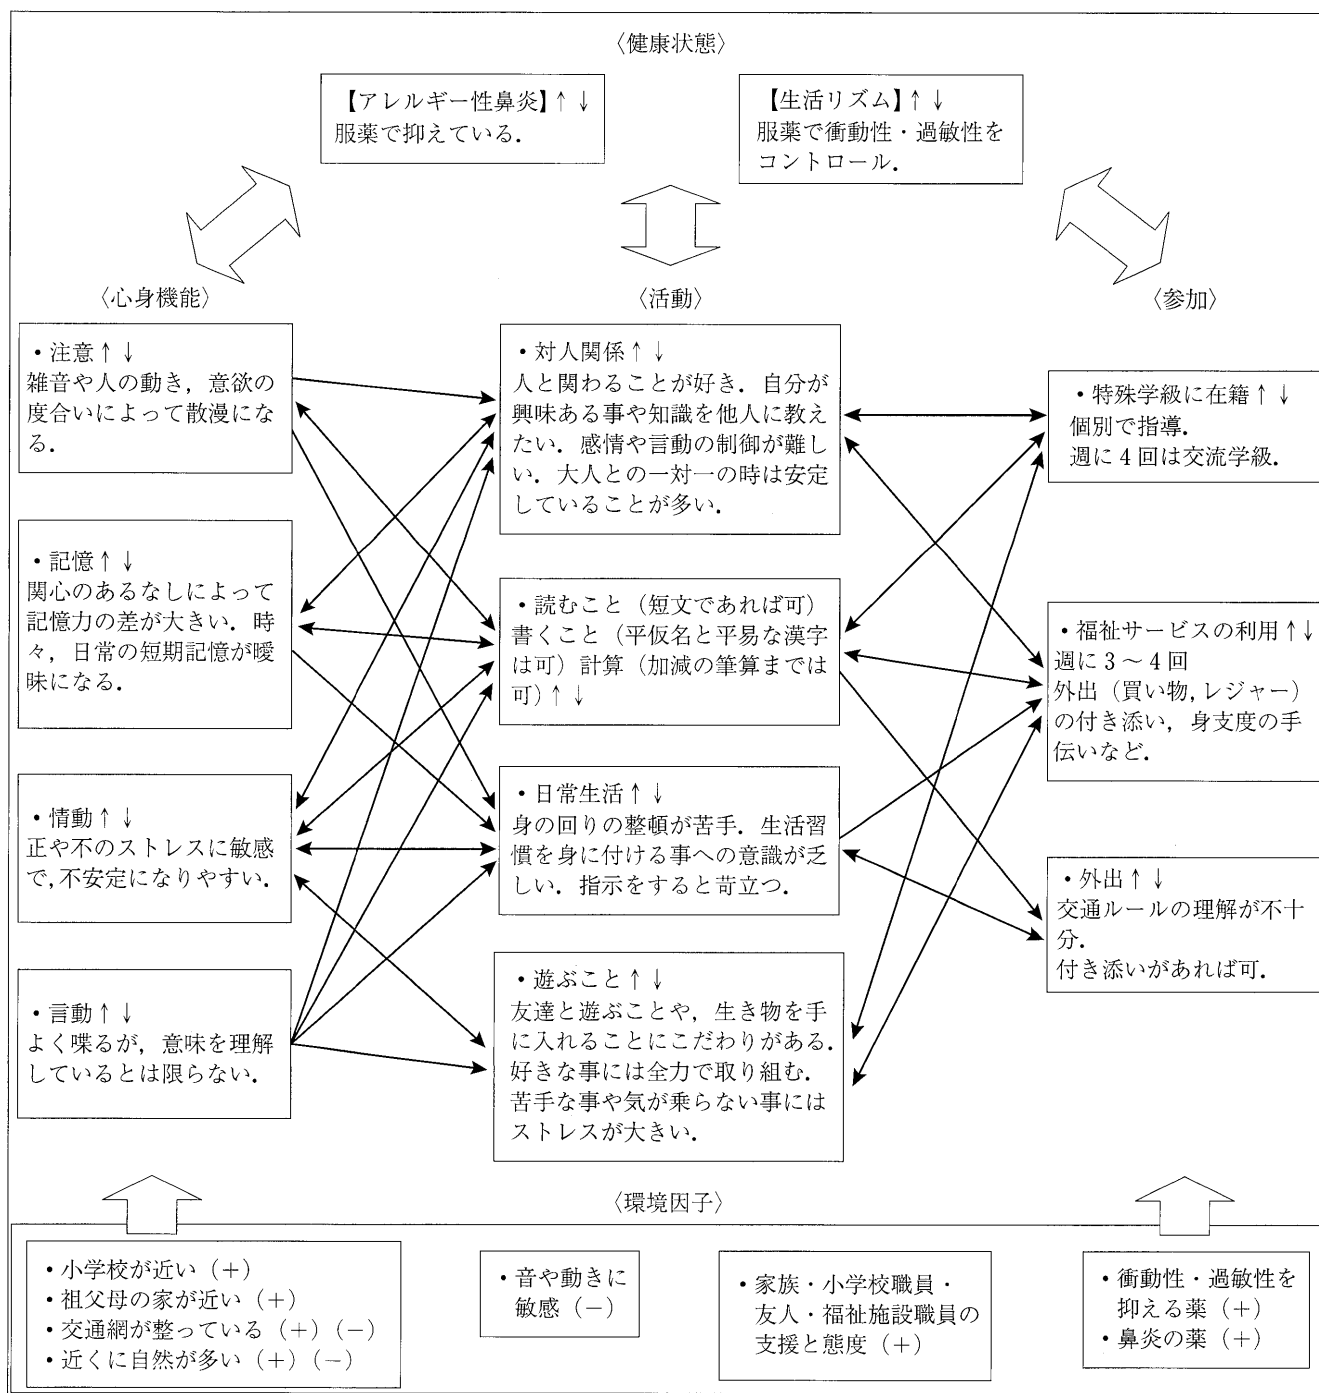 〈健康状態〉
【アレルギー性鼻炎】↑↓
服薬で抑えている．
【生活リズム】↑↓
服薬で衝動性・過敏性を
コントロール．
〈心身機能〉
〈活動〉
〈参加〉
・注意↑↓
雑音や人の動き，意欲の
度合いによって散漫にな
る．
・記憶↑↓
関心のあるなしによって
記憶力の差が大きい．時
々，日常の短期記憶が曖
昧になる．
・情動↑↓
正や不のストレスに敏感
で，不安定になりやすい．
・言動↑↓
よく喋るが，意味を理解
しているとは限らない．
・対人関係↑↓
人と関わることが好き．自分が
興味ある事や知識を他人に教え
たい．感情や言動の制御が難し
い．大人との一対一の時は安定
していることが多い．
・読むこと（短文であれば可）
書くこと（平仮名と平易な漢字
は可）計算（加減の筆算までは
可）↑↓
・日常生活↑↓
身の回りの整頓が苦手．生活習
慣を身に付ける事への意識が乏
しい．指示をすると苛立つ．
・遊ぶこと↑↓
友達と遊ぶことや，生き物を手
に入れることにこだわりがある．
好きな事には全力で取り組む．
苦手な事や気が乗らない事には
ストレスが大きい．
・特殊学級に在籍↑↓
個別で指導．
週に4回は交流学級．
・福祉サービスの利用↑↓
週に3～4回
外出（買い物，レジャー）
の付き添い，身支度の手
伝いなど．
・外出↑↓
交通ルールの理解が不十
分．
付き添いがあれば可．
〈環境因子〉
・小学校が近い（+）
・祖父母の家が近い（+）
・交通網が整っている（+）（-）
・近くに自然が多い（+）（-）
・音や動きに
敏感（-）
・家族・小学校職員・
友人・福祉施設職員の
支援と態度（+）
・衝動性・過敏性を
抑える薬（+）
・鼻炎の薬（+）